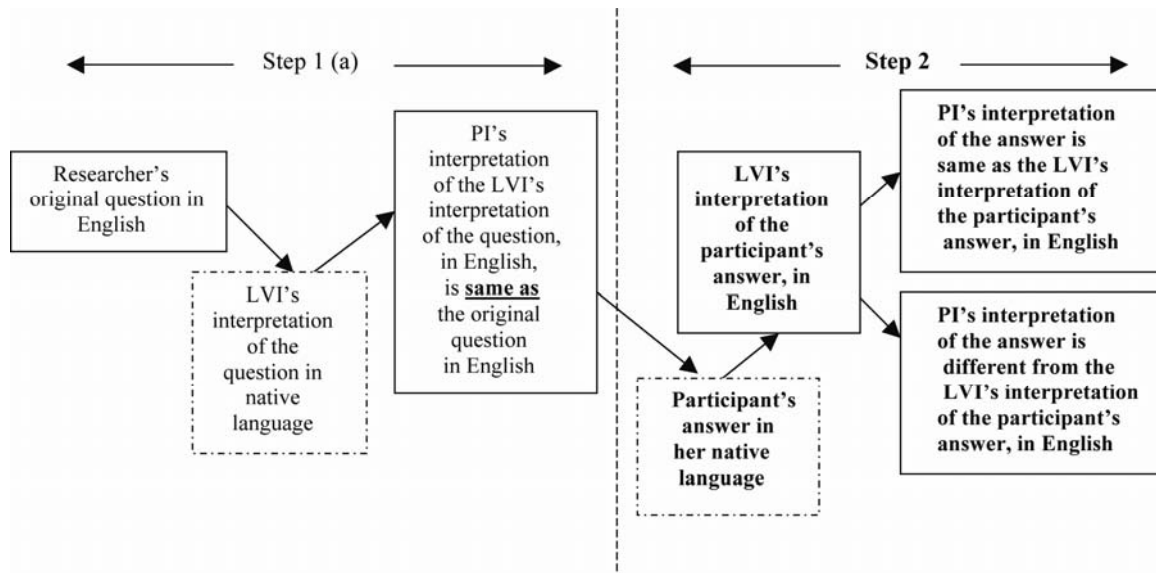 Step 1 (a)
Researcher's
original question in
English
LVI's
interpretation
of the
question in
native
language
PI's
interpretation
of the LVI's
interpretation
of the question,
in English,
is same as
the original
question
in English
Step 2
Participant's
answer in
her native
language
LVI's
interpretation
of the
participant's
answer, in
English
PI's interpretation
of the answer is
same as the LVI's
interpretation of
the participant's
answer, in English
PI's interpretation
of the answer is
different from the
LVI's interpretation
of the participant's
answer, in English